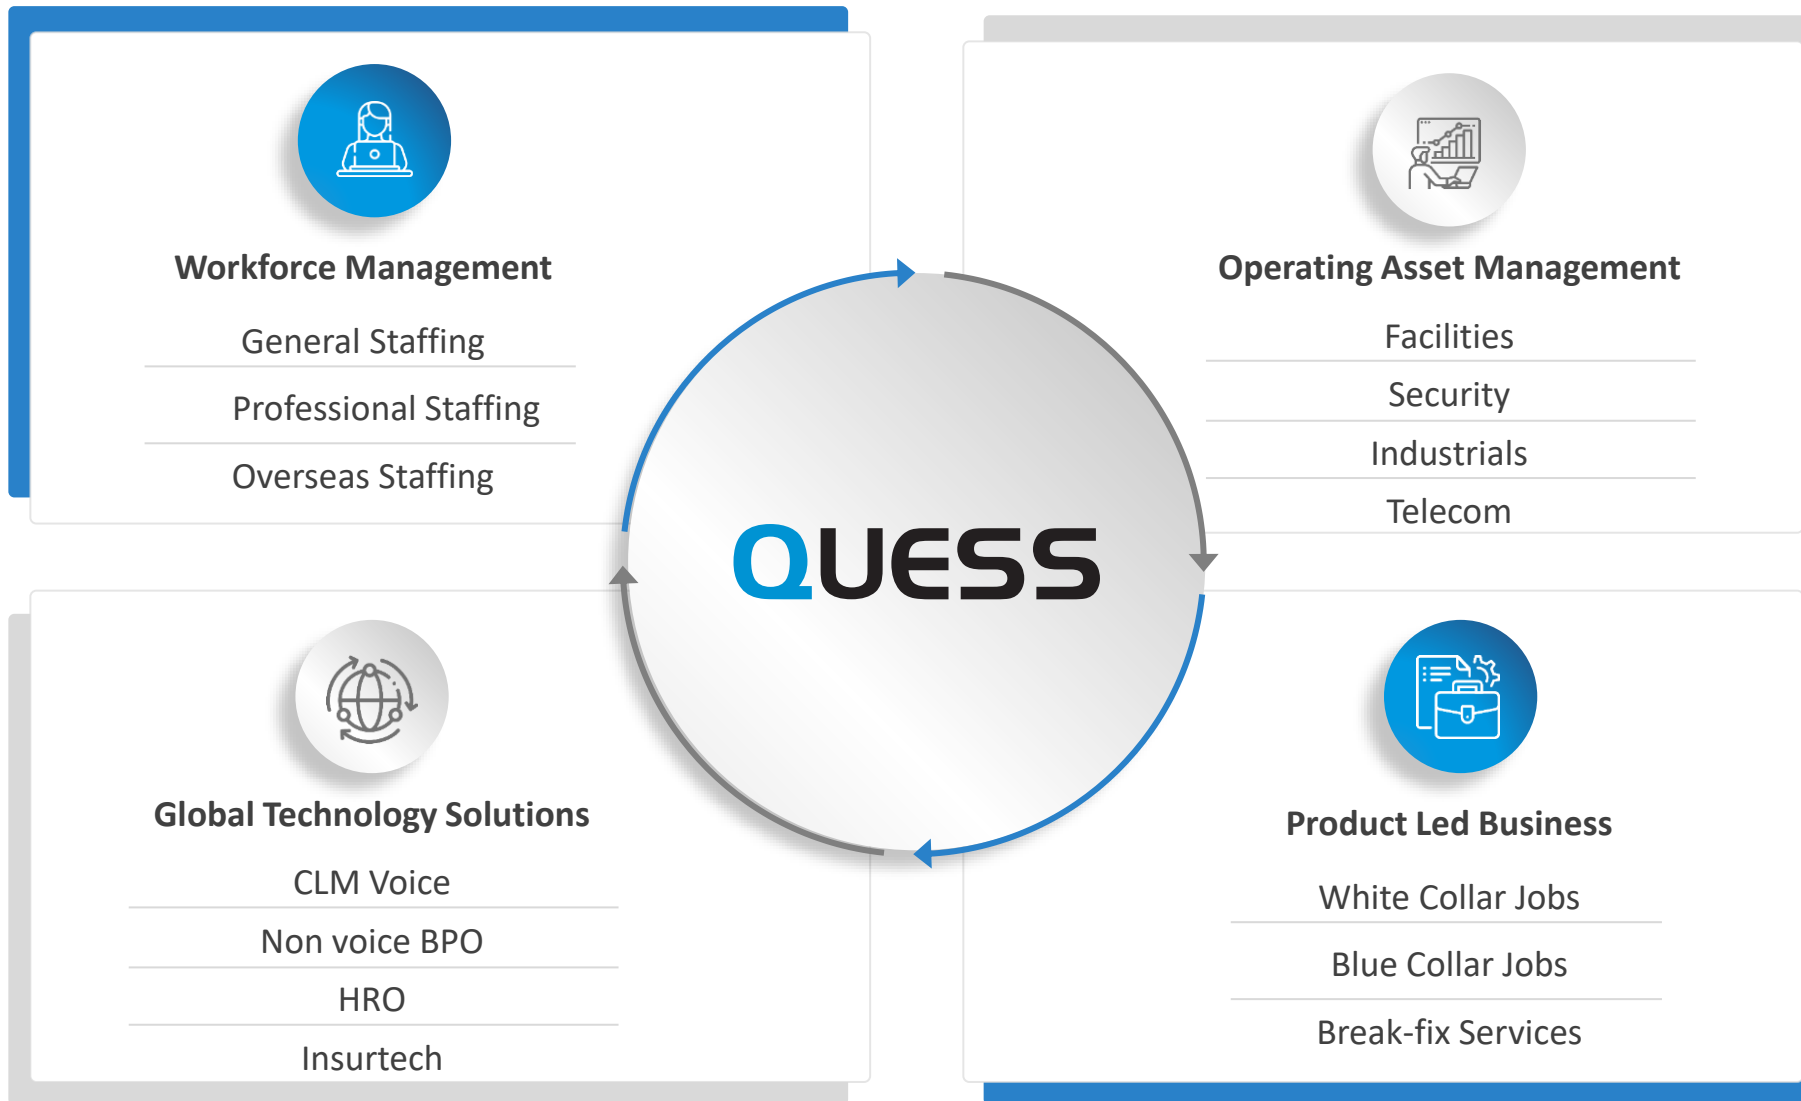 Workforce Management
General Staffing
Professional Staffing
Overseas Staffing
Operating Asset Management
Facilities
Security
Industrials
Telecom
QUESS
Global Technology Solutions
CLM Voice
Non voice BPO
HRO
Insurtech
Product Led Business
White Collar Jobs
Blue Collar Jobs
Break-fix Services